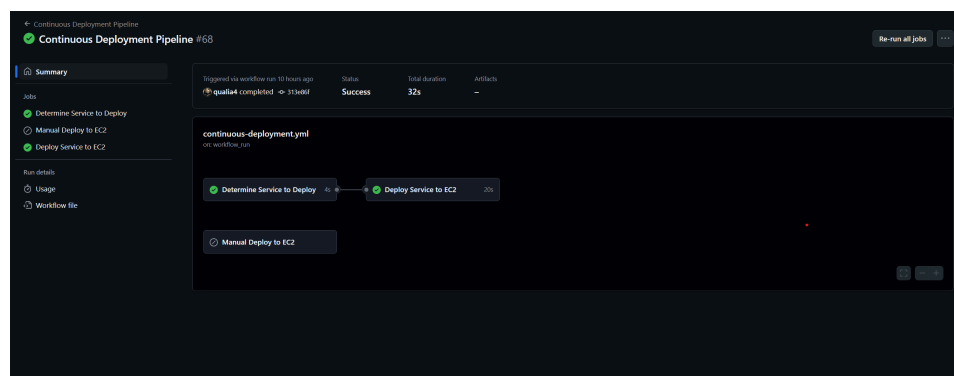 ← Continuous Deployment Pipeline
Continuous Deployment Pipeline #68
Re-run all jobs ...
Summary
Jobs
Determine Service to Deploy
Manual Deploy to EC2
Deploy Service to EC2
Run details
Usage
Workflow file
Triggered via workflow run 10 hours ago
qualia4 completed 313e86f
Status
Success
Total duration
32s
Artifacts
–
continuous-deployment.yml
on: workflow_run
Determine Service to Deploy 4s
Deploy Service to EC2 20s
Manual Deploy to EC2